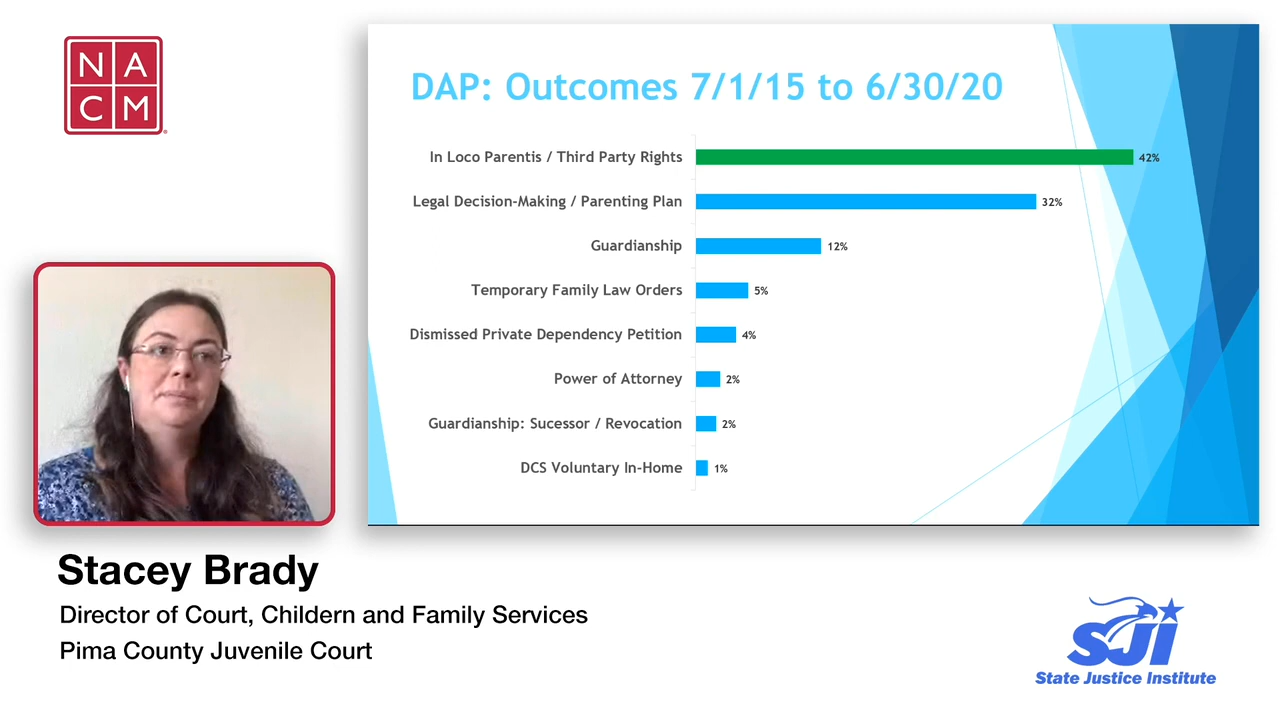 NA
CM
DAP: Outcomes 7/1/15 to 6/30/20
In Loco Parentis / Third Party Rights 42%
Legal Decision-Making / Parenting Plan 32%
Guardianship 12%
Temporary Family Law Orders 5%
Dismissed Private Dependency Petition 4%
Power of Attorney 2%
Guardianship: Sucessor / Revocation 2%
DCS Voluntary In-Home 1%
Stacey Brady
Director of Court, Childern and Family Services
Pima County Juvenile Court
SJI
State Justice Institute